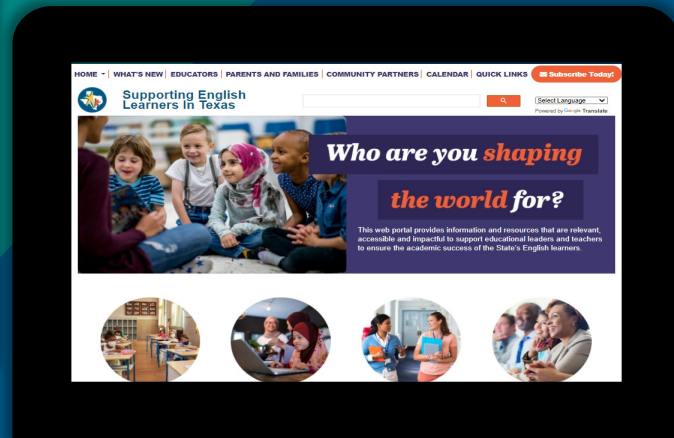 HOME WHAT'S NEW EDUCATORS PARENTS AND FAMILIES COMMUNITY PARTNERS CALENDAR QUICK LINKS Subscribe Today!
Supporting English
Learners in Texas
Select Language
Powered by Google Translate
Who are you shaping
the world for?
This web portal provides information and resources that are relevant,
accessible and impactful to support educational leaders and teachers
to ensure the academic success of the State's English learners.